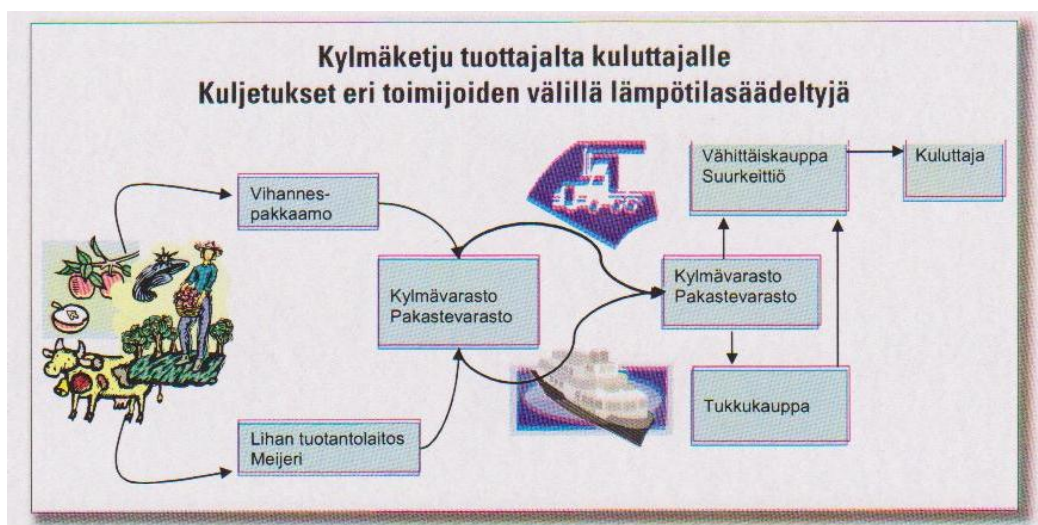 Kylmäketju tuottajalta kuluttajalle
Kuljetukset eri toimijoiden välillä lämpötilasäädeltyjä
Vihannes-
pakkaamo
Kylmävarasto
Pakastevarasto
Lihan tuotantolaitos
Meijeri
Vähittäiskauppa
Suurkeittiö
Kuluttaja
Kylmävarasto
Pakastevarasto
Tukkukauppa